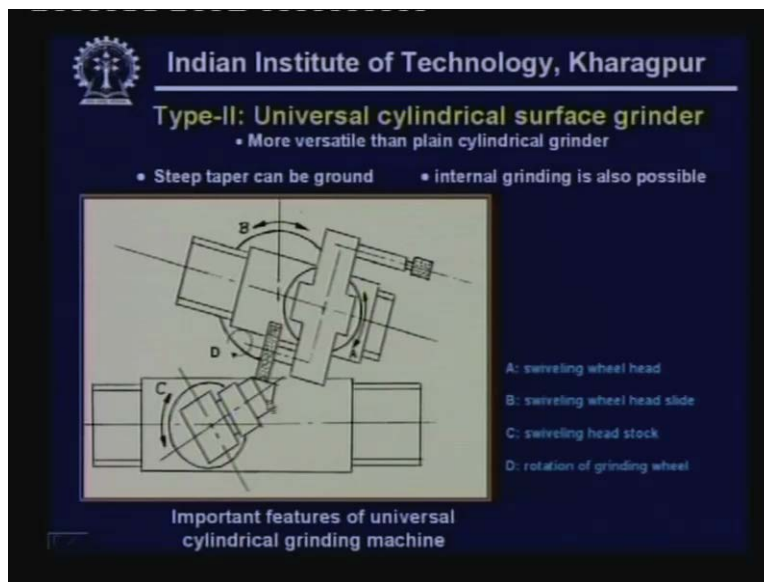 Indian Institute of Technology, Kharagpur
Type-II: Universal cylindrical surface grinder
• More versatile than plain cylindrical grinder
• Steep taper can be ground • internal grinding is also possible
B
D
A
C
A: swiveling wheel head
B: swiveling wheel head slide
C: swiveling head stock
D: rotation of grinding wheel
Important features of universal
cylindrical grinding machine